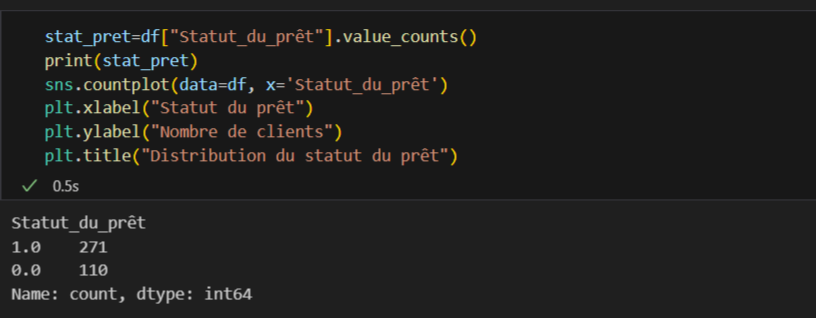 stat_pret=df["Statut_du_prêt"].value_counts()
print(stat_pret)
sns.countplot(data=df, x='Statut_du_prêt')
plt.xlabel("Statut du prêt")
plt.ylabel("Nombre de clients")
plt.title("Distribution du statut du prêt")
✓ 0.5s
Statut_du_prêt
1.0    271
0.0    110
Name: count, dtype: int64